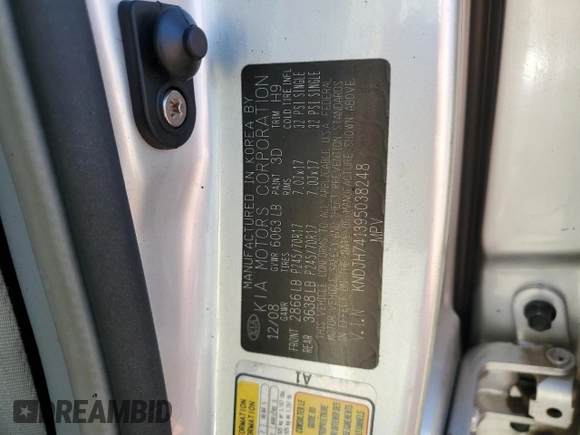 MANUFACTURED IN KOREA BY
KIA MOTORS CORPORATION
KIA
12/08 GVWR 6063 LB PAINT 3D TRIM H9
GAWR TIRES RIMS COLD TIRE INFL
FRONT 2866 LB P245/70R17 7.0Jx17 32 PSI SINGLE
REAR 3638 LB P245/70R17 7.0Jx17 32 PSI SINGLE
THIS VEHICLE CONFORMS TO ALL APPLICABLE U.S.A FEDERAL
MOTOR VEHICLE SAFETY AND THEFT PREVENTION STANDARDS
IN EFFECT ON THE DATE OF MANUFACTURE SHOWN ABOVE
V.I.N KNDJH741395038248
MPV
A1
DREAMBID